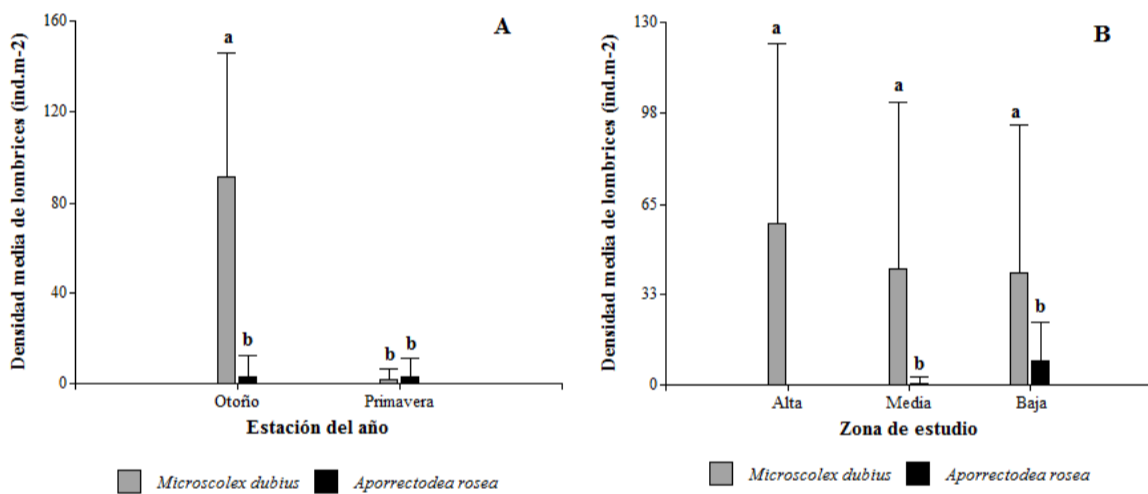 A
Densidad media de lombrices (ind.m-2)
160
120
80
40
0
a
b
b
b
Otoño
Primavera
Estación del año
Microscolex dubius
Aporrectodea rosea
B
Densidad media de lombrices (ind.m-2)
130
98
65
33
0
a
a
b
a
b
Alta
Media
Baja
Zona de estudio
Microscolex dubius
Aporrectodea rosea